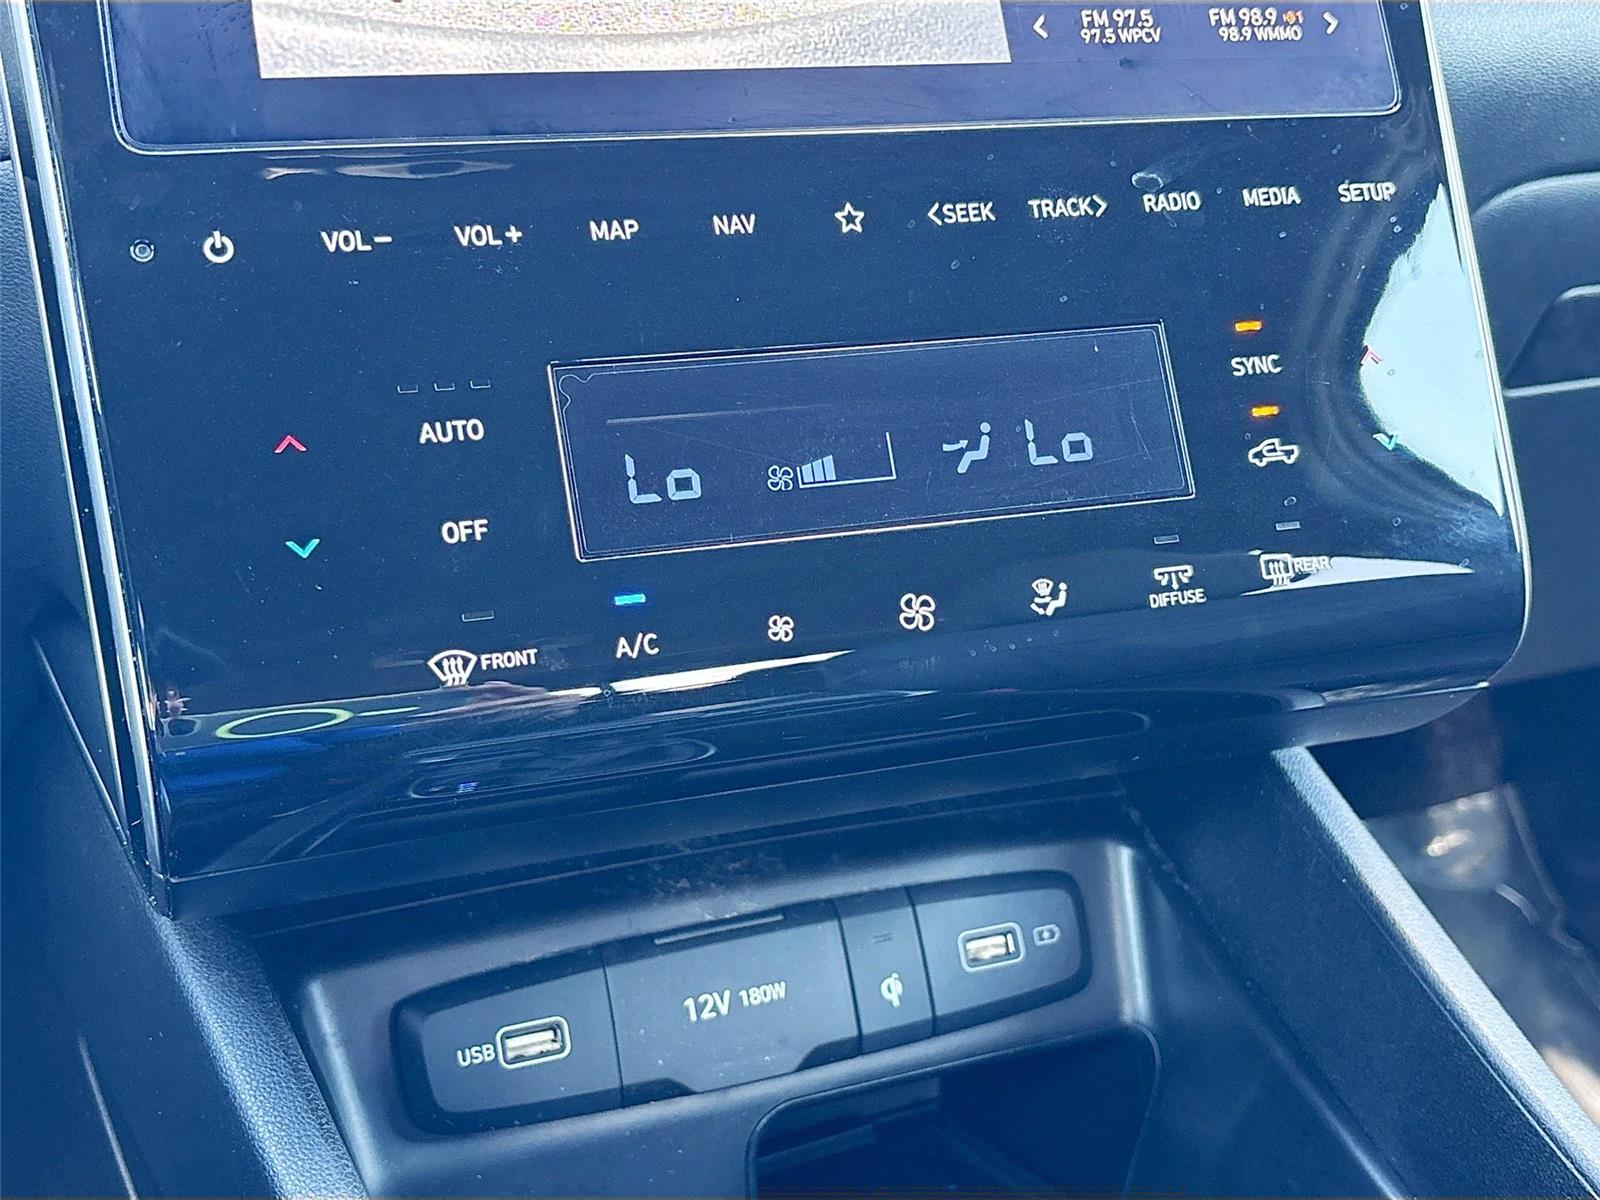 FM 97.5
97.5 WPCV
FM 98.9
98.9 WMMO
VOL−
VOL+
MAP
NAV
<SEEK
TRACK>
RADIO
MEDIA
SETUP
SYNC
AUTO
OFF
Lo
Lo
FRONT
A/C
DIFFUSE
REAR
USB
12V 180W